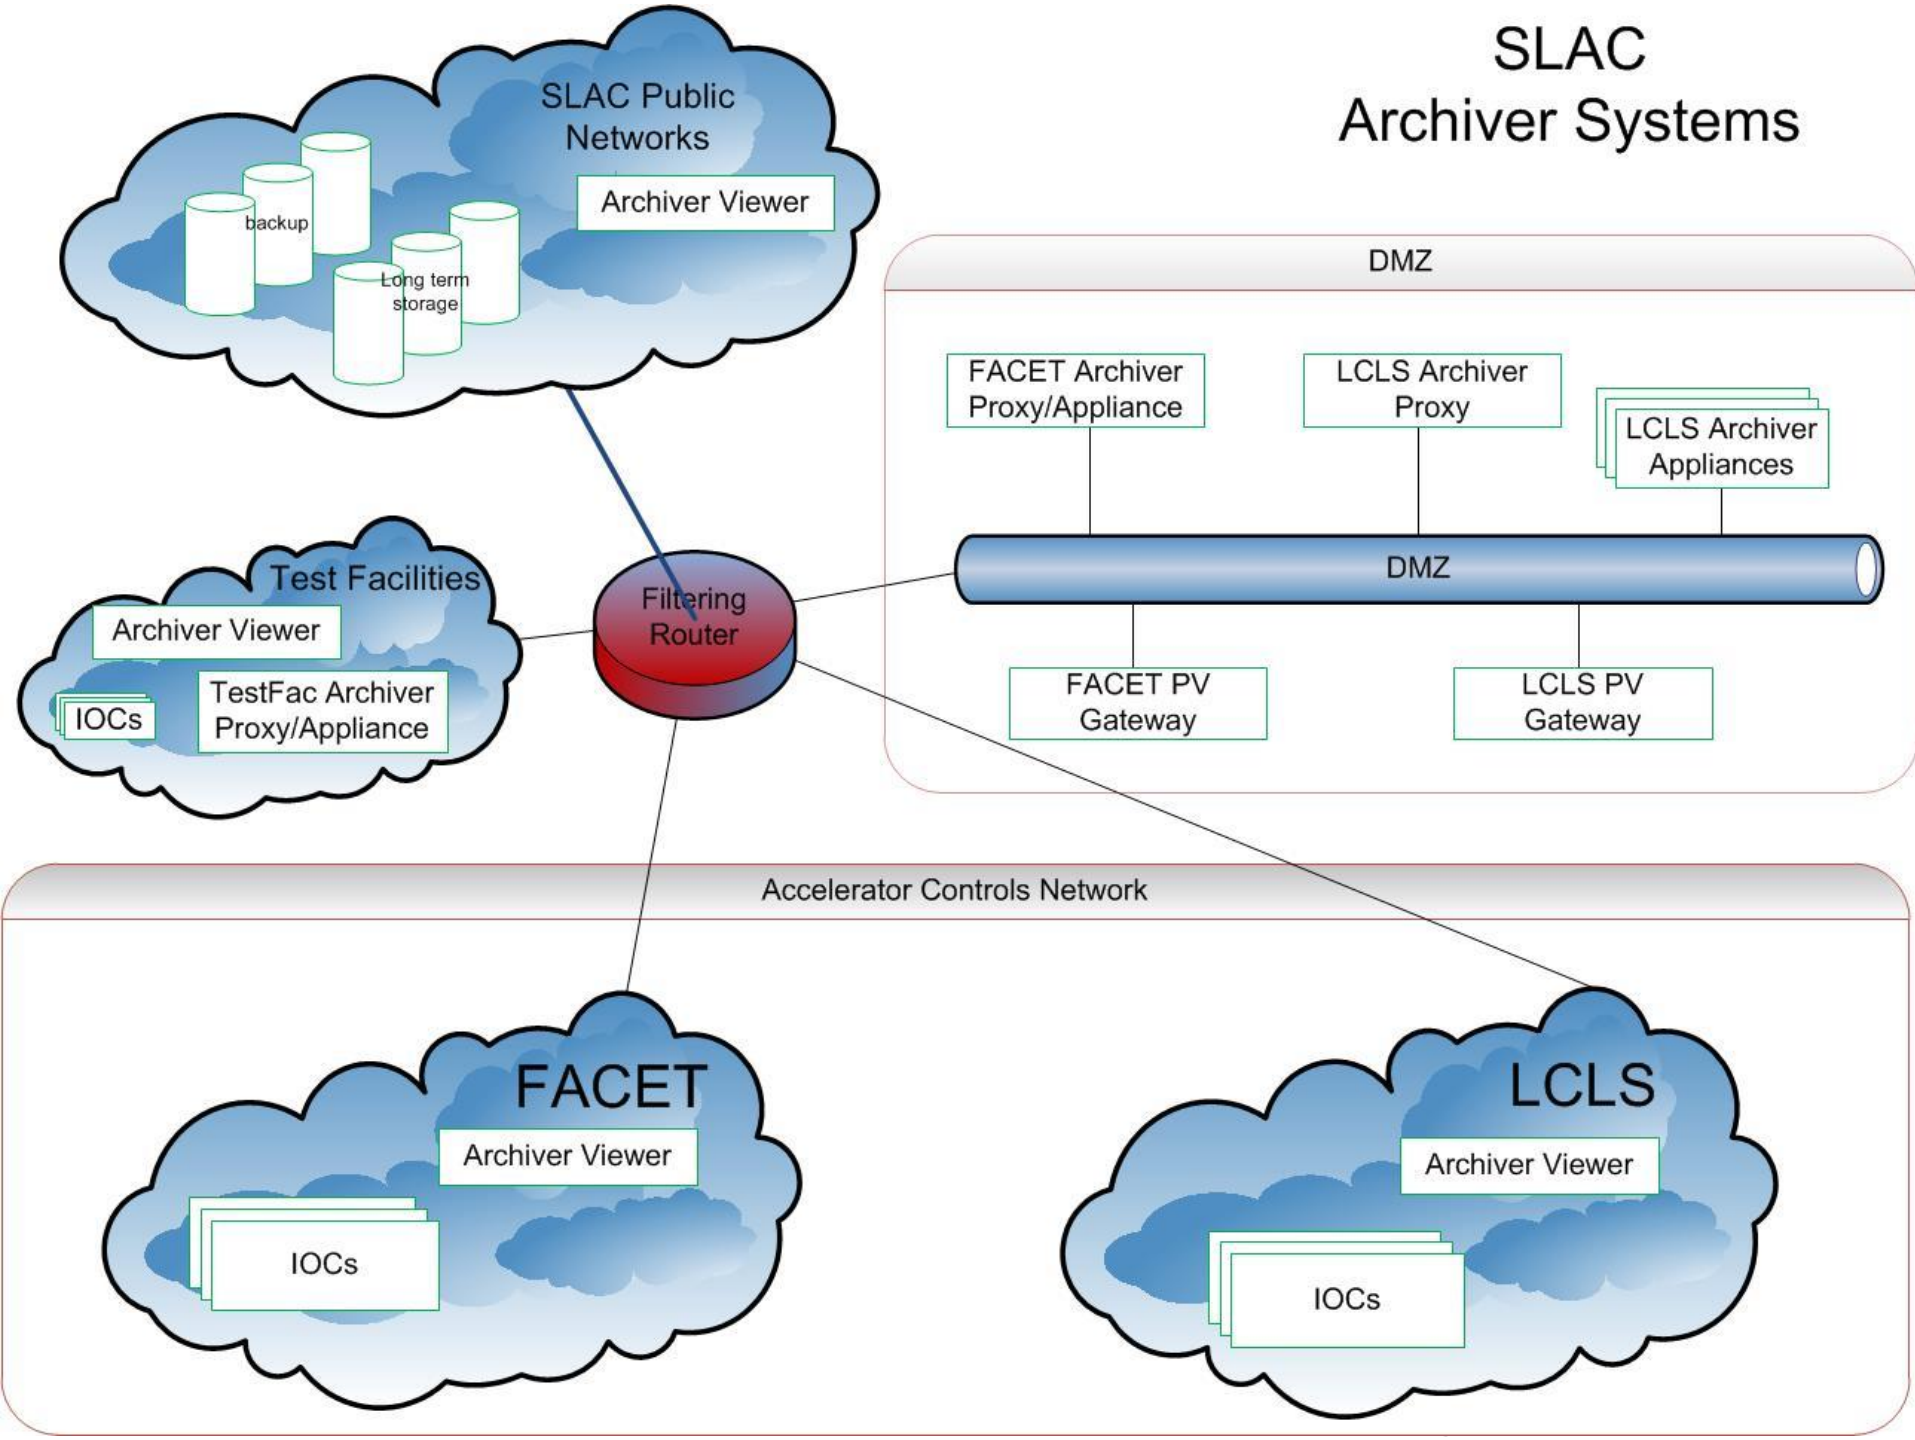 SLAC
Archiver Systems
SLAC Public
Networks
Archiver Viewer
backup
Long term
storage
DMZ
FACET Archiver
Proxy/Appliance
LCLS Archiver
Proxy
LCLS Archiver
Appliances
DMZ
FACET PV
Gateway
LCLS PV
Gateway
Filtering
Router
Test Facilities
Archiver Viewer
IOCs
TestFac Archiver
Proxy/Appliance
Accelerator Controls Network
FACET
Archiver Viewer
IOCs
LCLS
Archiver Viewer
IOCs